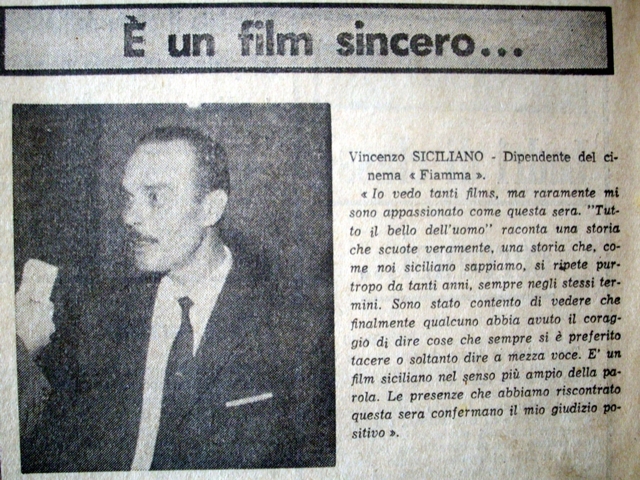 È un film sincero...
Vincenzo SICILIANO - Dipendente del ci-
nema « Fiamma ».
« Io vedo tanti films, ma raramente mi
sono appassionato come questa sera. "Tut-
to il bello dell'uomo" raconta una storia
che scuote veramente, una storia che, co-
me noi siciliano sappiamo, si ripete pur-
tropo da tanti anni, sempre negli stessi ter-
mini. Sono stato contento di vedere che
finalmente qualcuno abbia avuto il corag-
gio di dire cose che sempre si è preferito
tacere o soltanto dire a mezza voce. E' un
film siciliano nel senso più ampio della pa-
rola. Le presenze che abbiamo riscontrato
questa sera confermano il mio giudizio po-
sitivo ».